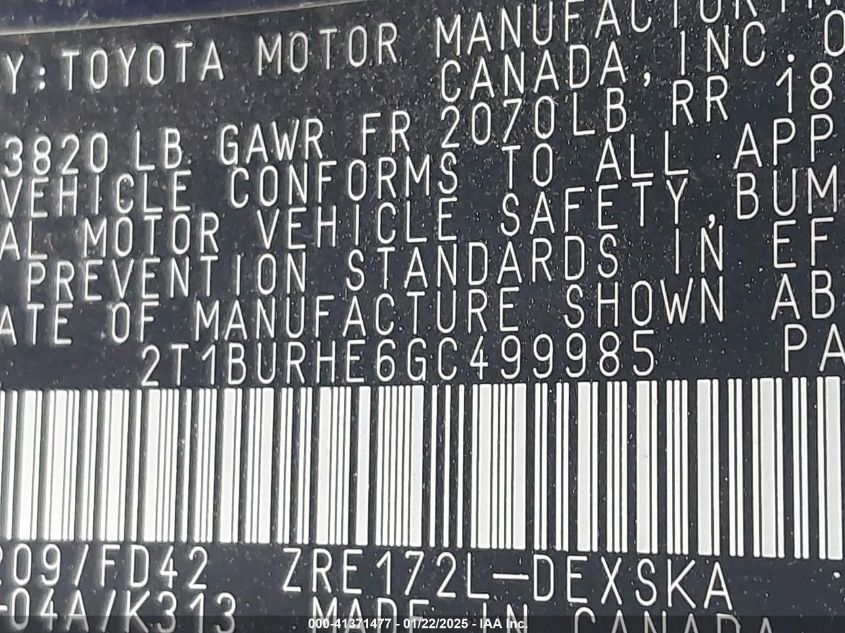 Y:TOYOTA MOTOR MANUFACTURIN
CANADA, INC. O
3820 LB GAWR FR 2070LB RR 18
VEHICLE CONFORMS TO ALL APP
AL MOTOR VEHICLE SAFETY, BUM
PREVENTION STANDARDS IN EF
ATE OF MANUFACTURE SHOWN AB
2T1BURHE6GC499985 PA
209/FD42 ZRE172L-DEXSKA
-04A/K313 MADE IN CANADA
000-41371477 - 01/22/2025 - IAA Inc.